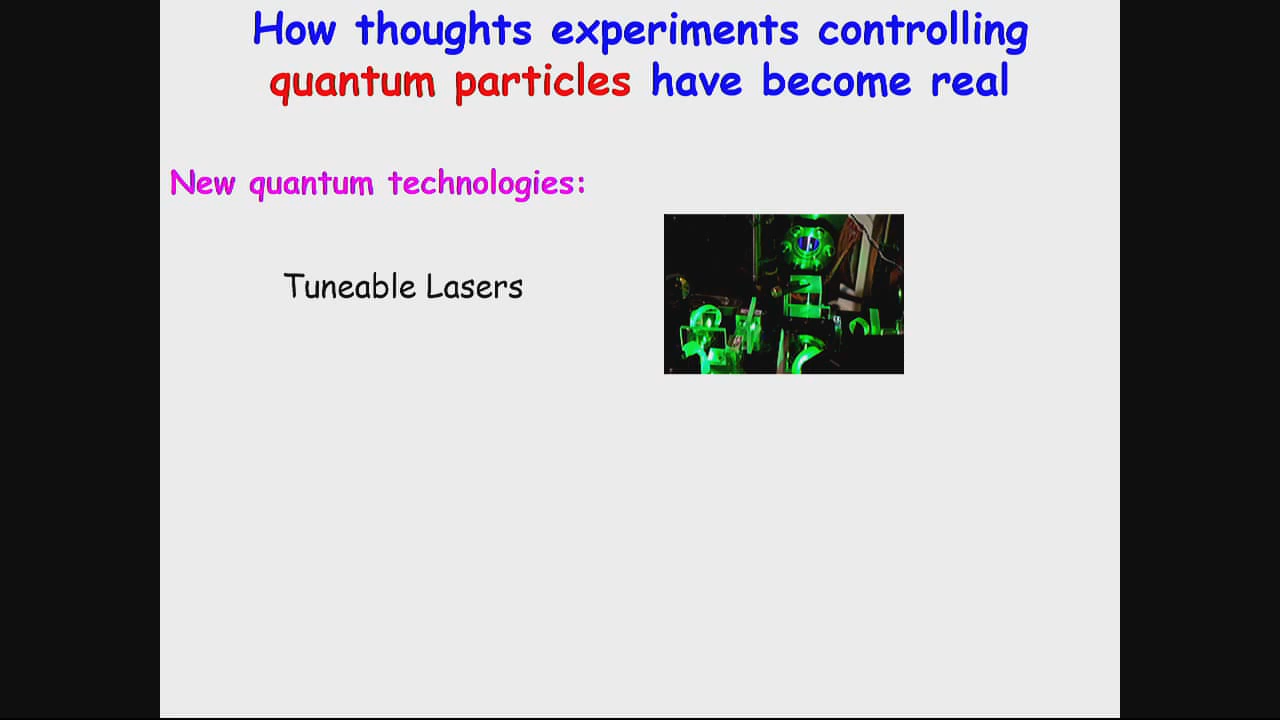 How thoughts experiments controlling
quantum particles have become real
New quantum technologies:
Tuneable Lasers